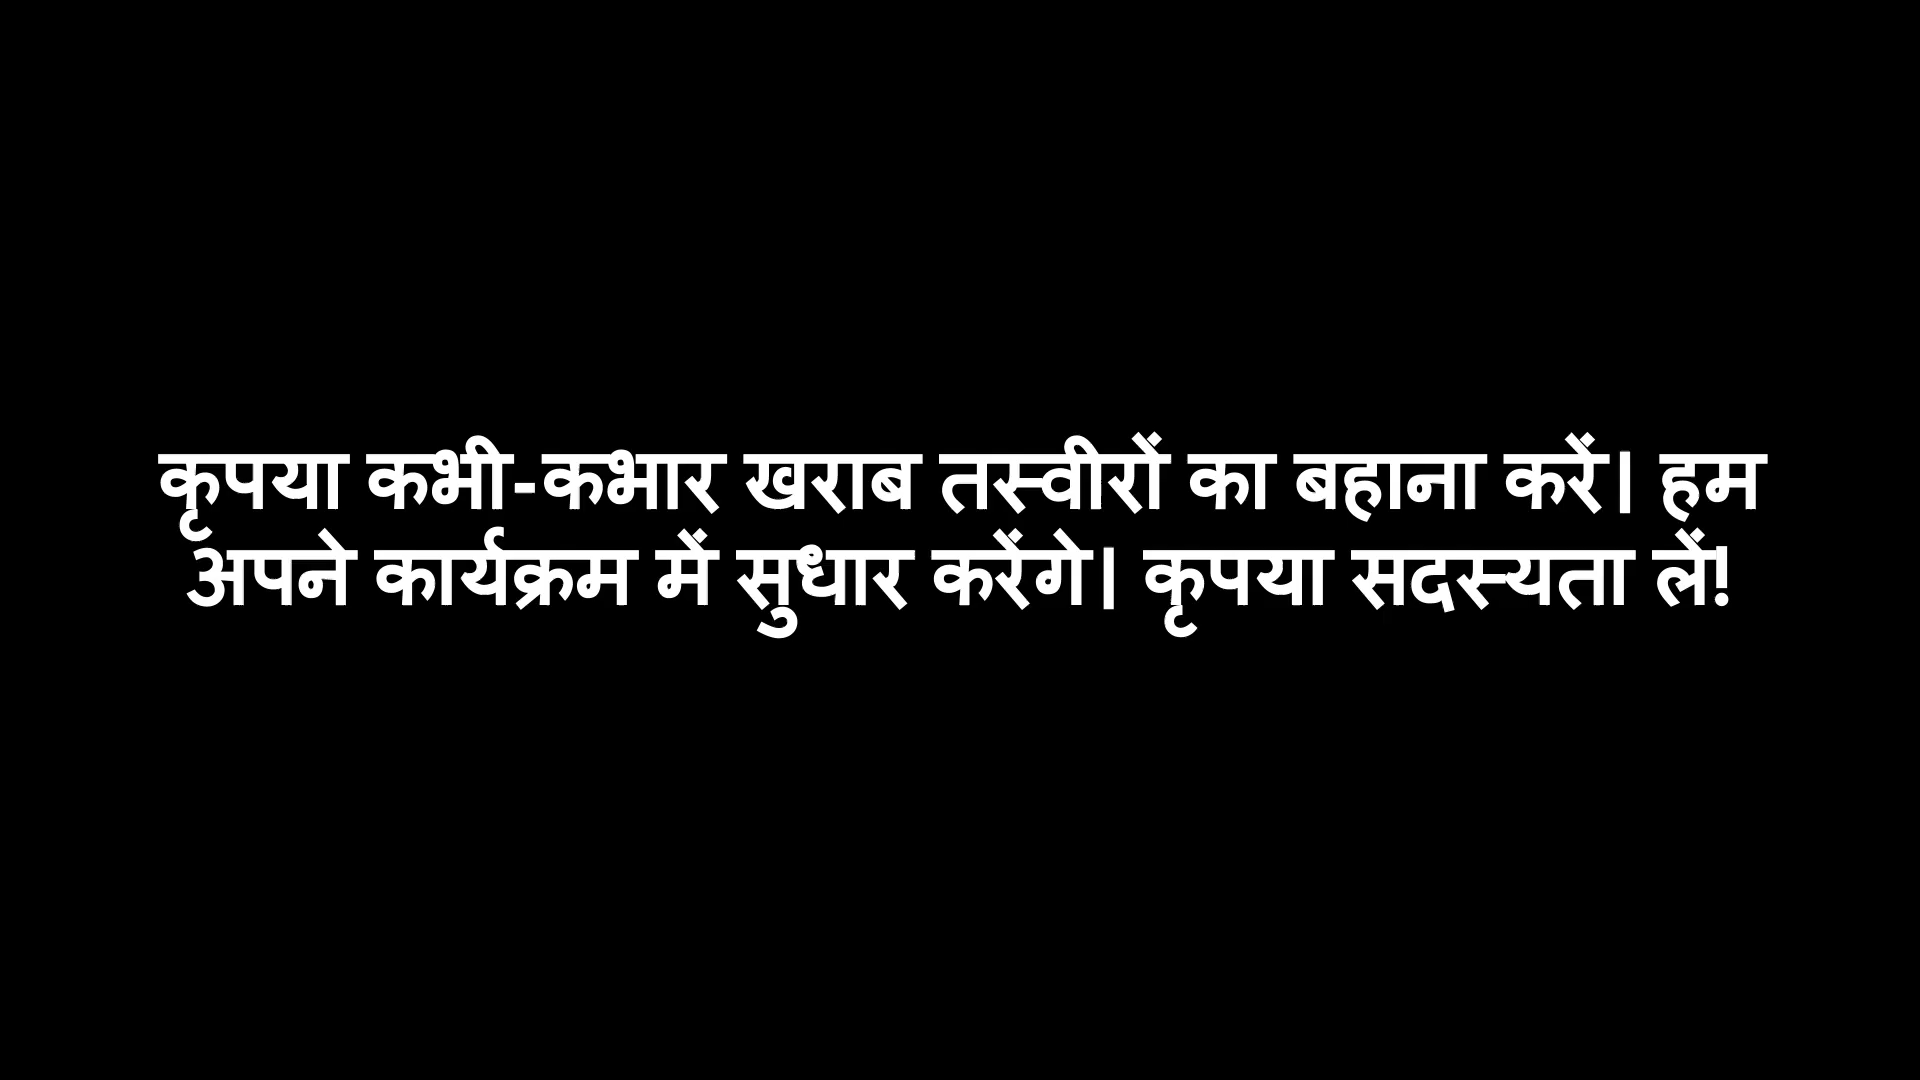 कृपया कभी-कभार खराब तस्वीरों का बहाना करें। हम
अपने कार्यक्रम में सुधार करेंगे। कृपया सदस्यता लें!